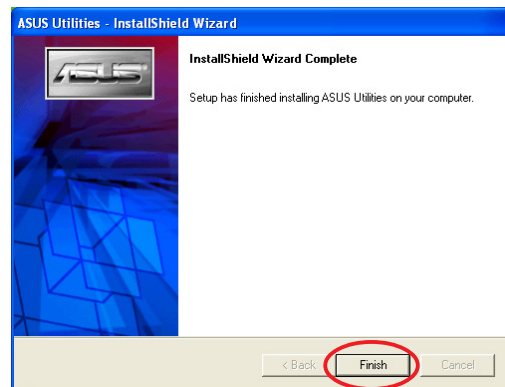 ASUS Utilities - InstallShield Wizard
ASUS
InstallShield Wizard Complete
Setup has finished installing ASUS Utilities on your computer.
< Back
Finish
Cancel